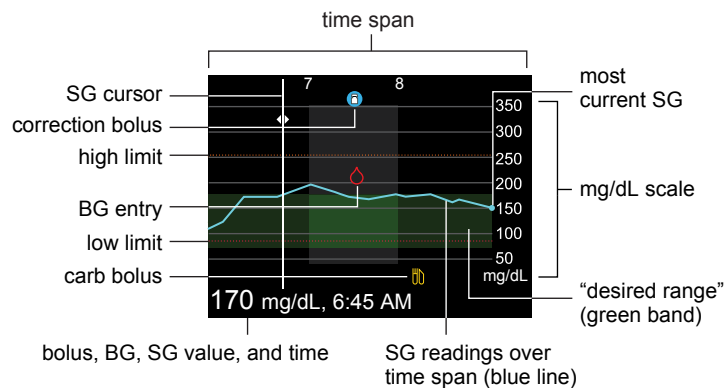 time span
7 8
SG cursor
correction bolus
high limit
BG entry
low limit
carb bolus
350
300
250
200
150
100
50
mg/dL
170 mg/dL, 6:45 AM
most
current SG
mg/dL scale
“desired range”
(green band)
bolus, BG, SG value, and time
SG readings over
time span (blue line)